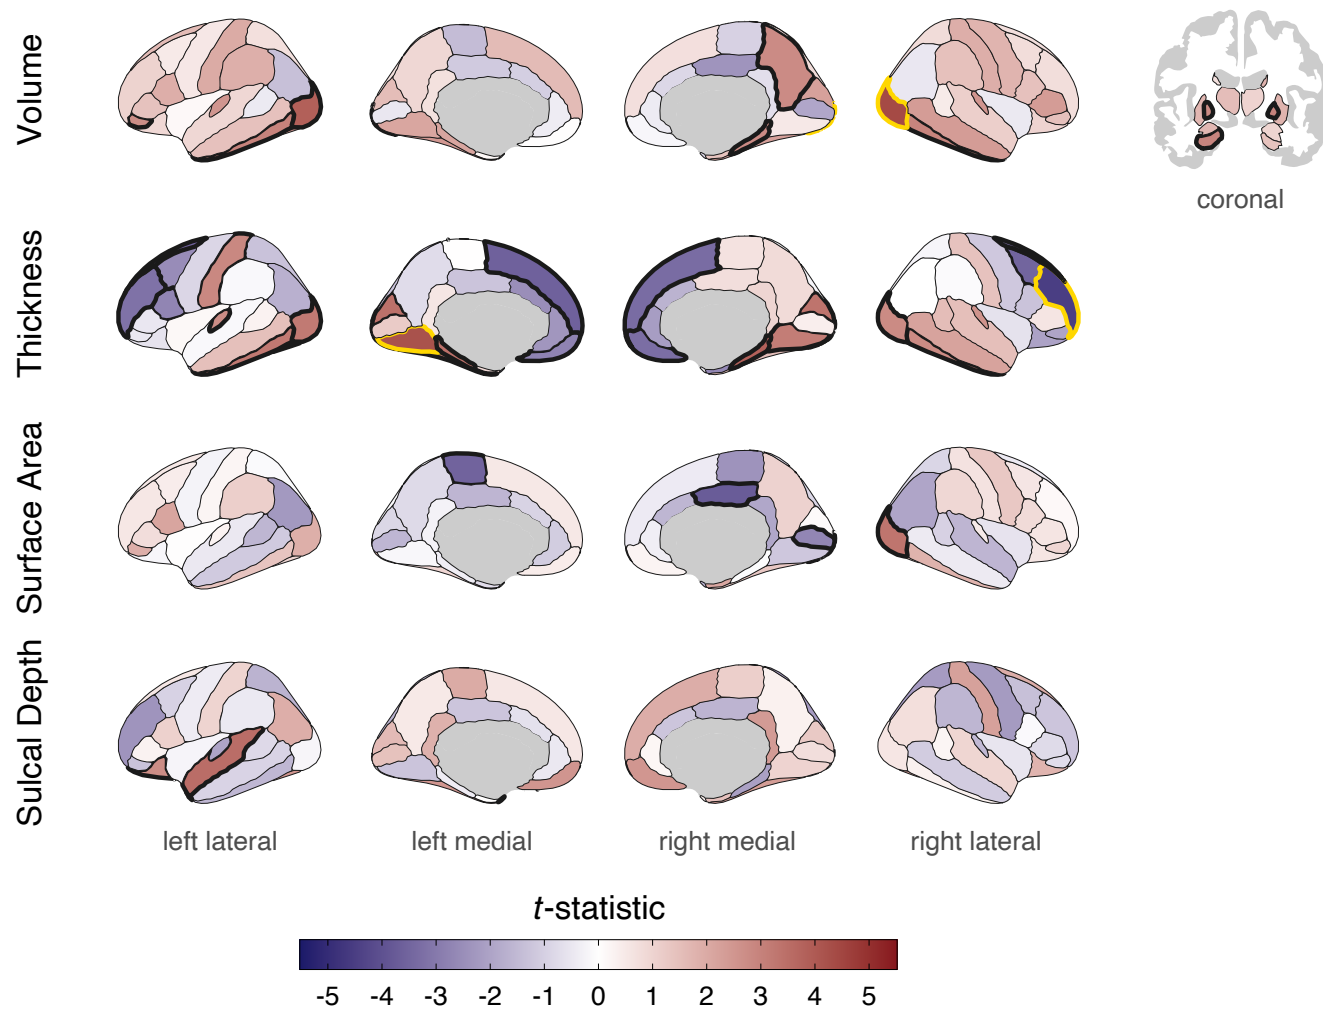 Volume
coronal
Thickness
Surface Area
Sulcal Depth
left lateral
left medial
right medial
right lateral
t-statistic
-5 -4 -3 -2 -1 0 1 2 3 4 5